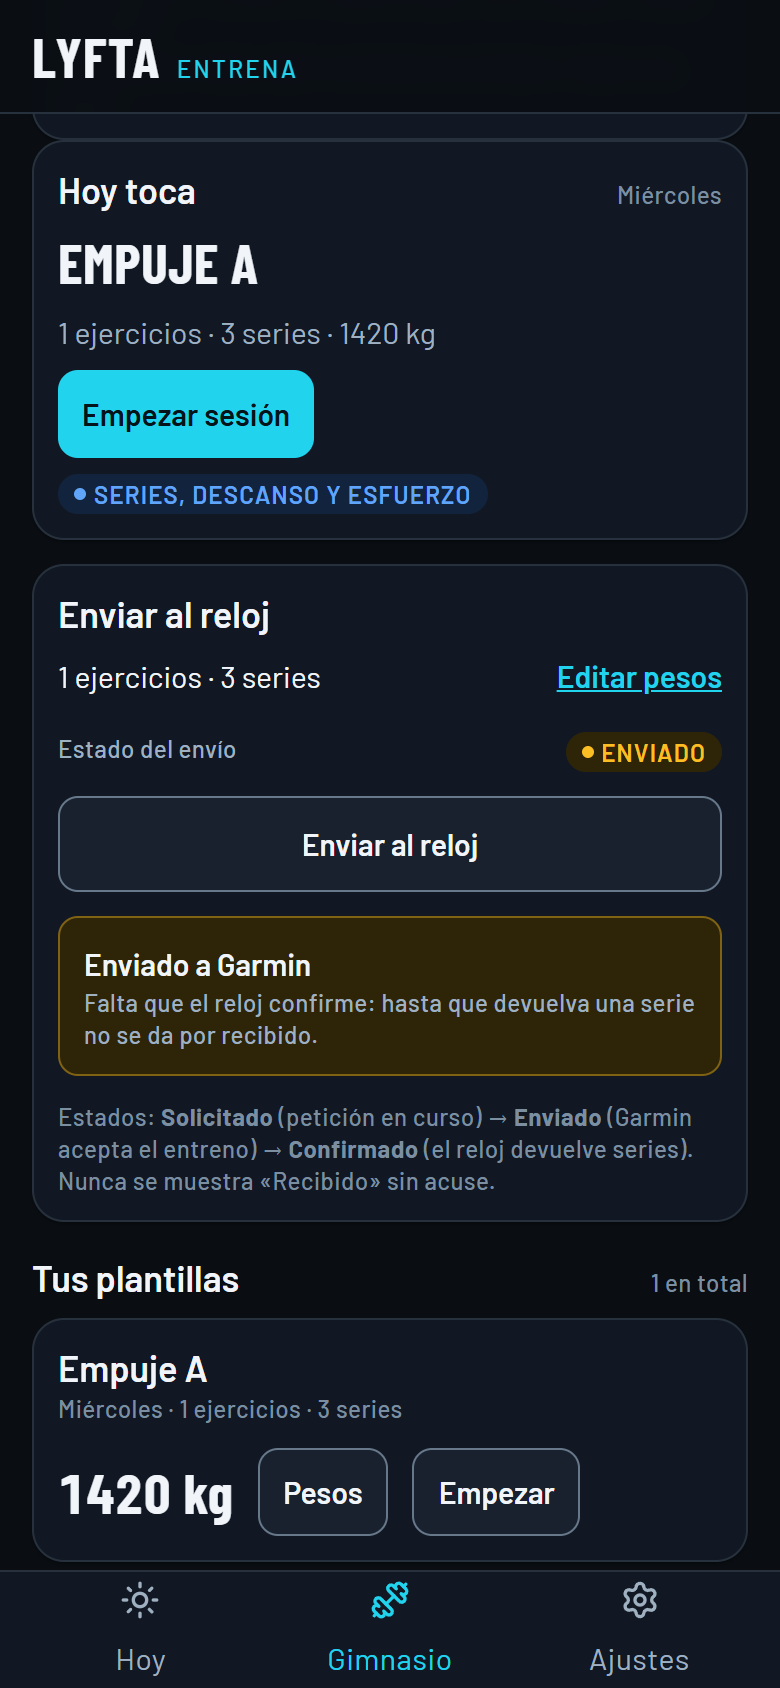 LYFTA ENTRENA
Hoy toca
Miércoles
EMPUJE A
1 ejercicios · 3 series · 1420 kg
Empezar sesión
SERIES, DESCANSO Y ESFUERZO
Enviar al reloj
1 ejercicios · 3 series
Editar pesos
Estado del envío
ENVIADO
Enviar al reloj
Enviado a Garmin
Falta que el reloj confirme: hasta que devuelva una serie
no se da por recibido.
Estados: Solicitado (petición en curso) → Enviado (Garmin
acepta el entreno) → Confirmado (el reloj devuelve series).
Nunca se muestra «Recibido» sin acuse.
Tus plantillas
1 en total
Empuje A
Miércoles · 1 ejercicios · 3 series
1420 kg
Pesos
Empezar
Hoy
Gimnasio
Ajustes